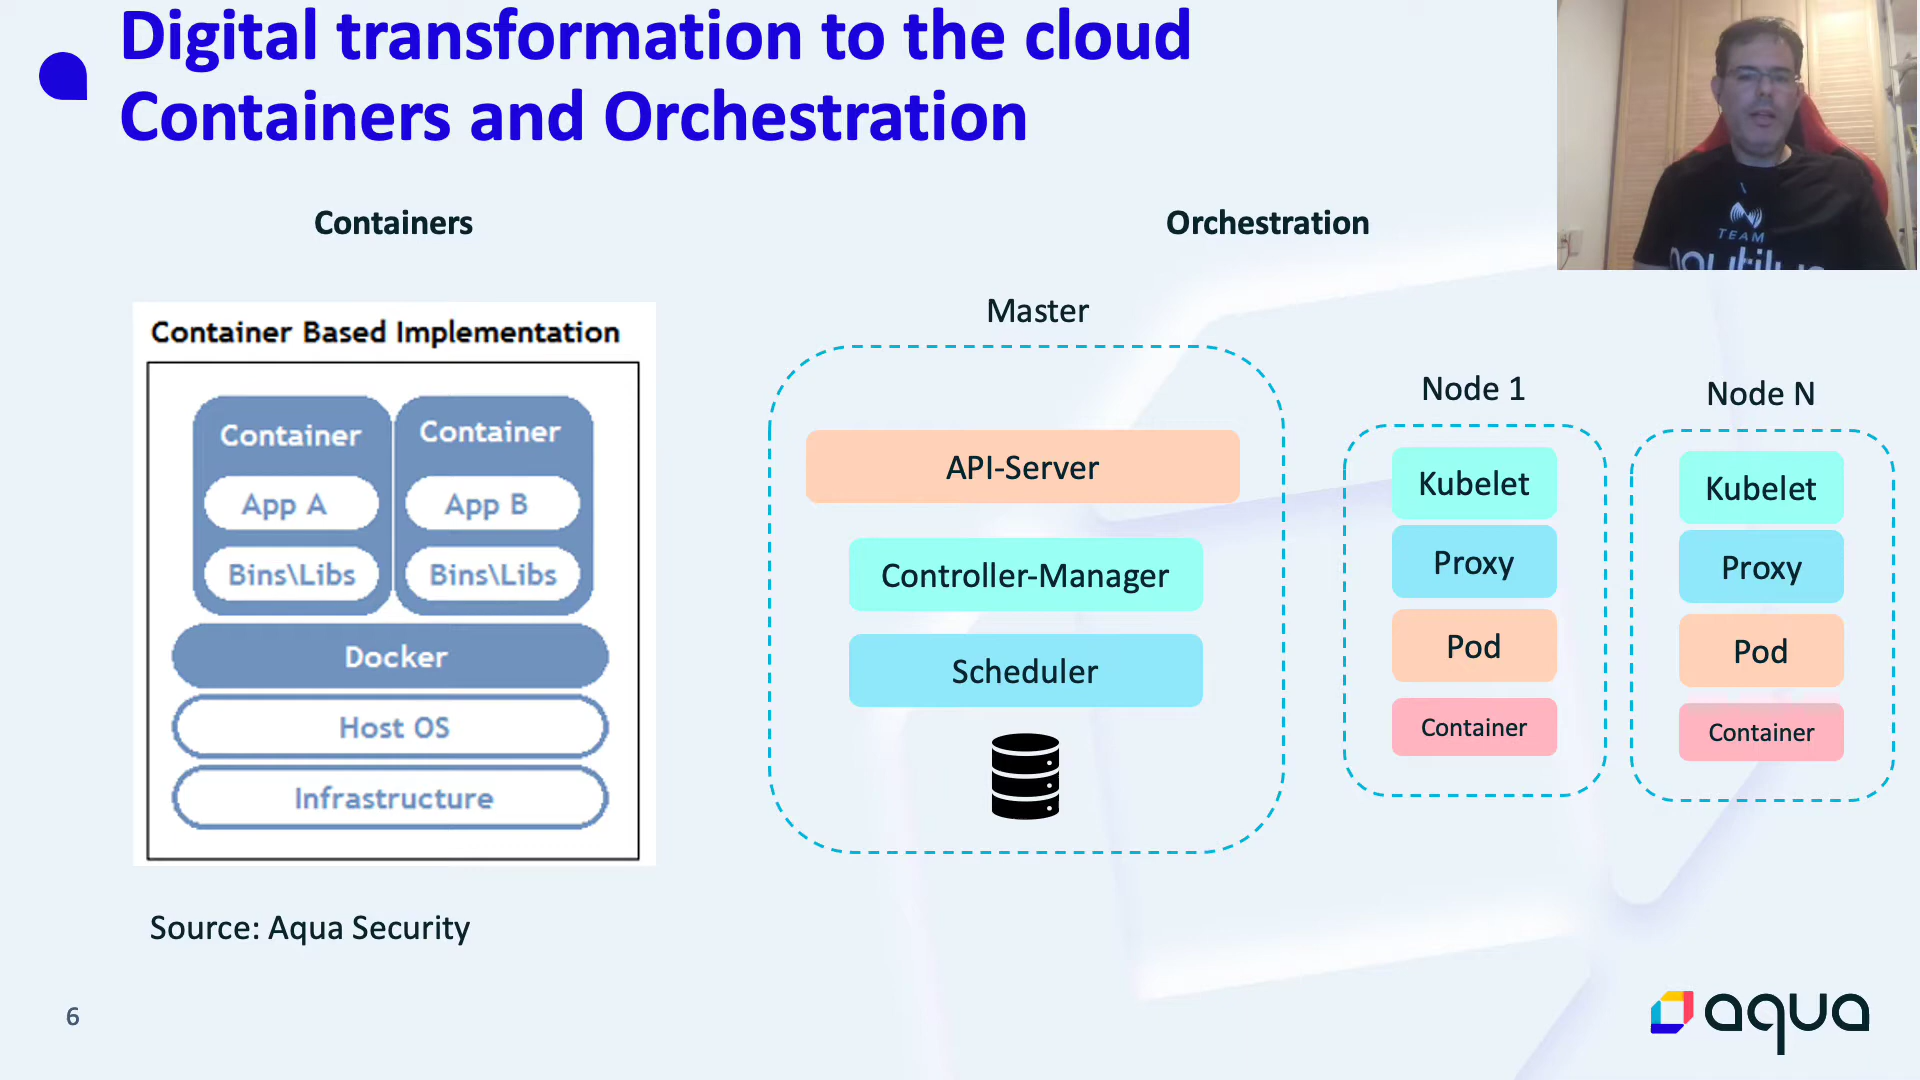 Digital transformation to the cloud
Containers and Orchestration
Containers
Container Based Implementation
Container
App A
Bins\Libs
Container
App B
Bins\Libs
Docker
Host OS
Infrastructure
Source: Aqua Security
Orchestration
Master
API-Server
Controller-Manager
Scheduler
Node 1
Kubelet
Proxy
Pod
Container
Node N
Kubelet
Proxy
Pod
Container
TEAM
nautilus
6
aqua